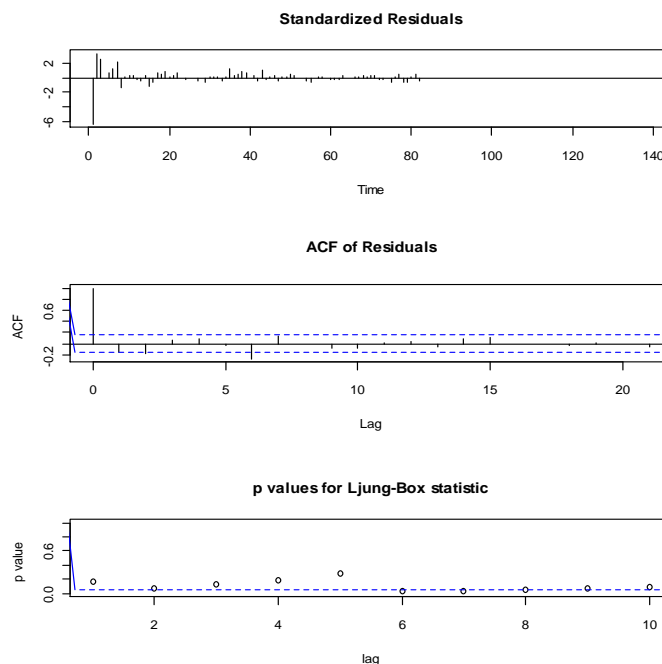 Standardized Residuals
2
-2
-6
0 20 40 60 80 100 120 140
Time
ACF of Residuals
ACF
0.6
-0.2
0 5 10 15 20
Lag
p values for Ljung-Box statistic
p value
0.6
0.0
2 4 6 8 10
lag